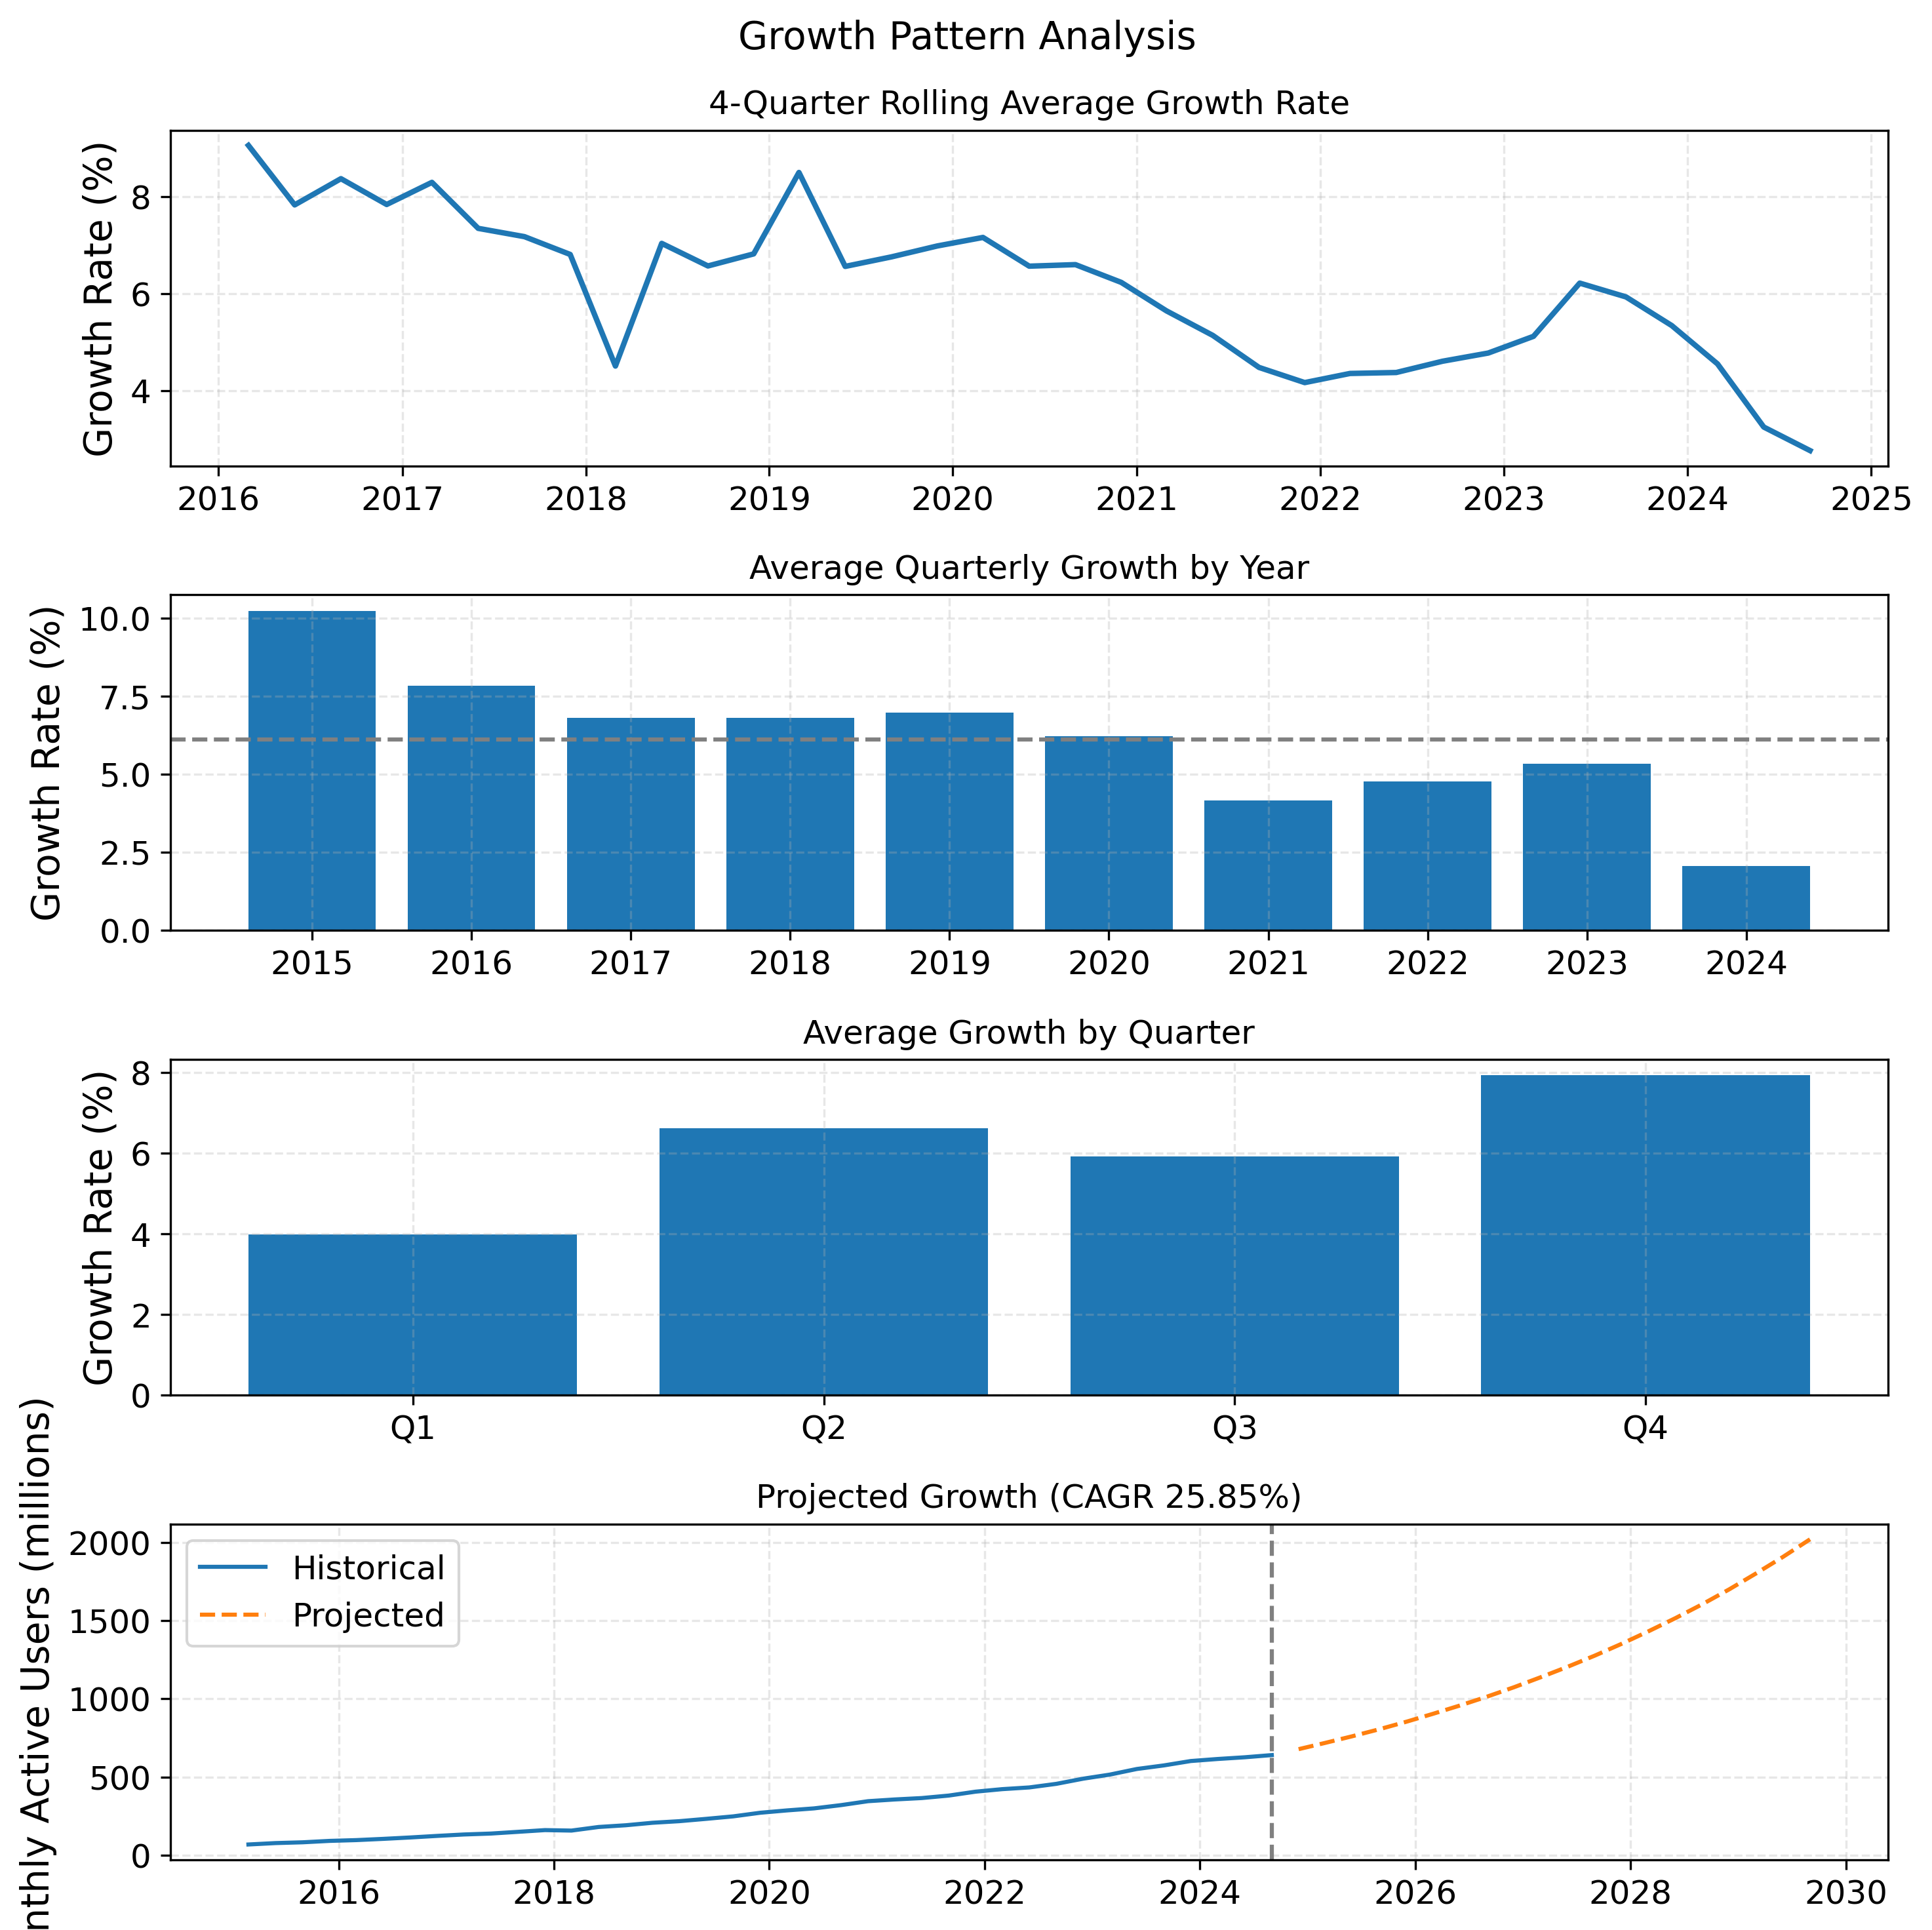 Growth Pattern Analysis
4-Quarter Rolling Average Growth Rate
Growth Rate (%)
8
6
4
2016 2017 2018 2019 2020 2021 2022 2023 2024 2025
Average Quarterly Growth by Year
Growth Rate (%)
10.0
7.5
5.0
2.5
0.0
2015 2016 2017 2018 2019 2020 2021 2022 2023 2024
Average Growth by Quarter
Growth Rate (%)
8
6
4
2
0
Q1 Q2 Q3 Q4
Projected Growth (CAGR 25.85%)
nthly Active Users (millions)
2000
1500
1000
500
0
Historical
Projected
2016 2018 2020 2022 2024 2026 2028 2030